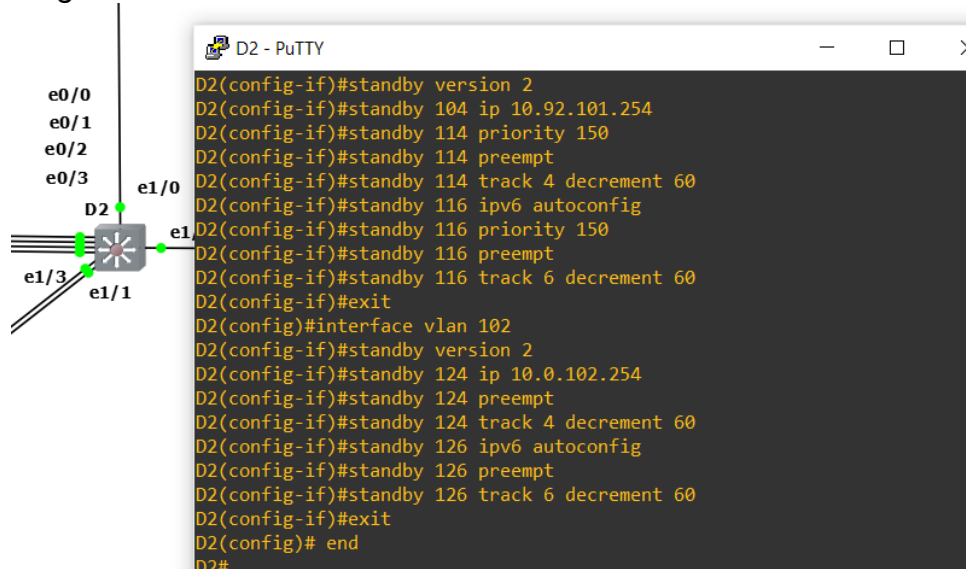 e0/0
e0/1
e0/2
e0/3
e1/0
D2
e1/3
e1/1
D2 - PuTTY
D2(config-if)#standby version 2
D2(config-if)#standby 104 ip 10.92.101.254
D2(config-if)#standby 114 priority 150
D2(config-if)#standby 114 preempt
D2(config-if)#standby 114 track 4 decrement 60
D2(config-if)#standby 116 ipv6 autoconfig
D2(config-if)#standby 116 priority 150
D2(config-if)#standby 116 preempt
D2(config-if)#standby 116 track 6 decrement 60
D2(config-if)#exit
D2(config)#interface vlan 102
D2(config-if)#standby version 2
D2(config-if)#standby 124 ip 10.0.102.254
D2(config-if)#standby 124 preempt
D2(config-if)#standby 124 track 4 decrement 60
D2(config-if)#standby 126 ipv6 autoconfig
D2(config-if)#standby 126 preempt
D2(config-if)#standby 126 track 6 decrement 60
D2(config-if)#exit
D2(config)# end
D2#